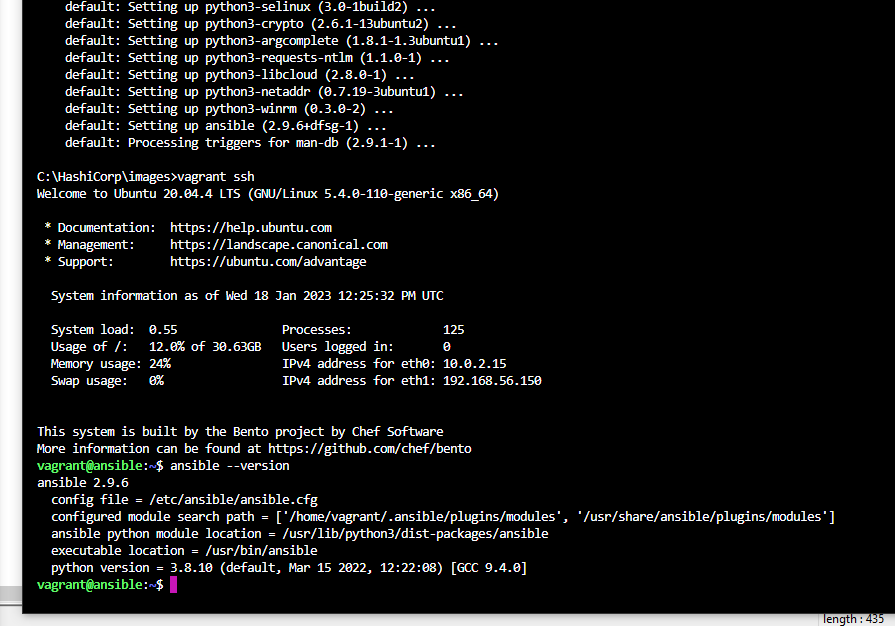 default: Setting up python3-selinux (3.0-1build2) ...
default: Setting up python3-crypto (2.6.1-13ubuntu2) ...
default: Setting up python3-argcomplete (1.8.1-1.3ubuntu1) ...
default: Setting up python3-requests-ntlm (1.1.0-1) ...
default: Setting up python3-libcloud (2.8.0-1) ...
default: Setting up python3-netaddr (0.7.19-3ubuntu1) ...
default: Setting up python3-winrm (0.3.0-2) ...
default: Setting up ansible (2.9.6+dfsg-1) ...
default: Processing triggers for man-db (2.9.1-1) ...
C:\HashiCorp\images>vagrant ssh
Welcome to Ubuntu 20.04.4 LTS (GNU/Linux 5.4.0-110-generic x86_64)
* Documentation:  https://help.ubuntu.com
* Management:     https://landscape.canonical.com
* Support:        https://ubuntu.com/advantage
System information as of Wed 18 Jan 2023 12:25:32 PM UTC
System load:  0.55             Processes:             125
Usage of /:   12.0% of 30.63GB   Users logged in:       0
Memory usage: 24%                IPv4 address for eth0: 10.0.2.15
Swap usage:   0%                 IPv4 address for eth1: 192.168.56.150
This system is built by the Bento project by Chef Software
More information can be found at https://github.com/chef/bento
vagrant@ansible:~$ ansible --version
ansible 2.9.6
config file = /etc/ansible/ansible.cfg
configured module search path = ['/home/vagrant/.ansible/plugins/modules', '/usr/share/ansible/plugins/modules']
ansible python module location = /usr/lib/python3/dist-packages/ansible
executable location = /usr/bin/ansible
python version = 3.8.10 (default, Mar 15 2022, 12:22:08) [GCC 9.4.0]
vagrant@ansible:~$
length : 435